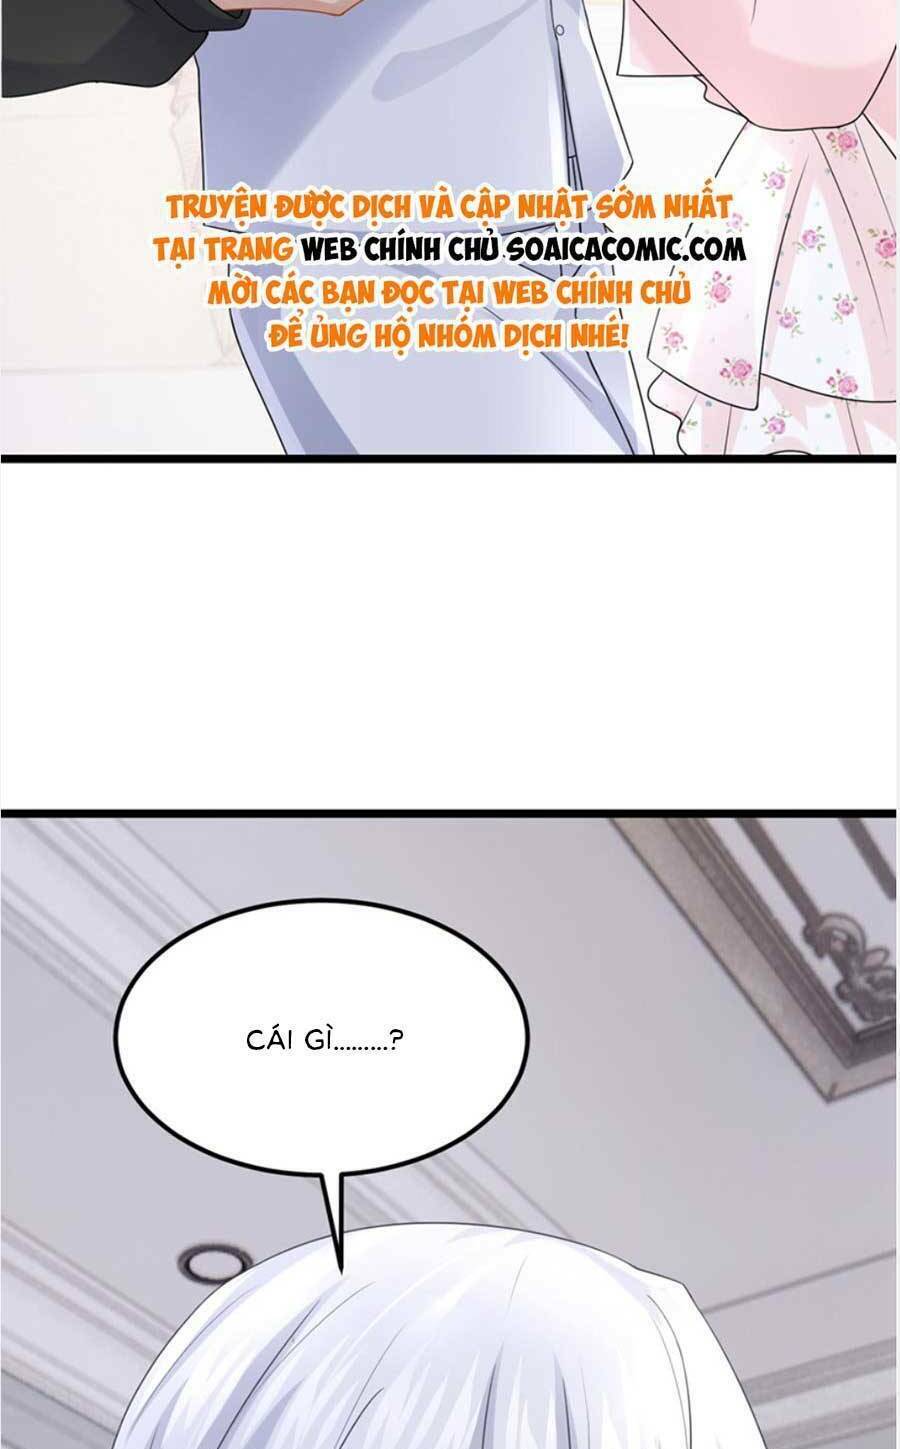 TRUYỆN ĐƯỢC DỊCH VÀ CẬP NHẬT SỚM NHẤT
TẠI TRANG WEB CHÍNH CHỦ SOAICACOMIC.COM
MỜI CÁC BẠN ĐỌC TẠI WEB CHÍNH CHỦ
ĐỂ ỦNG HỘ NHÓM DỊCH NHÉ!
CÁI GÌ.........?